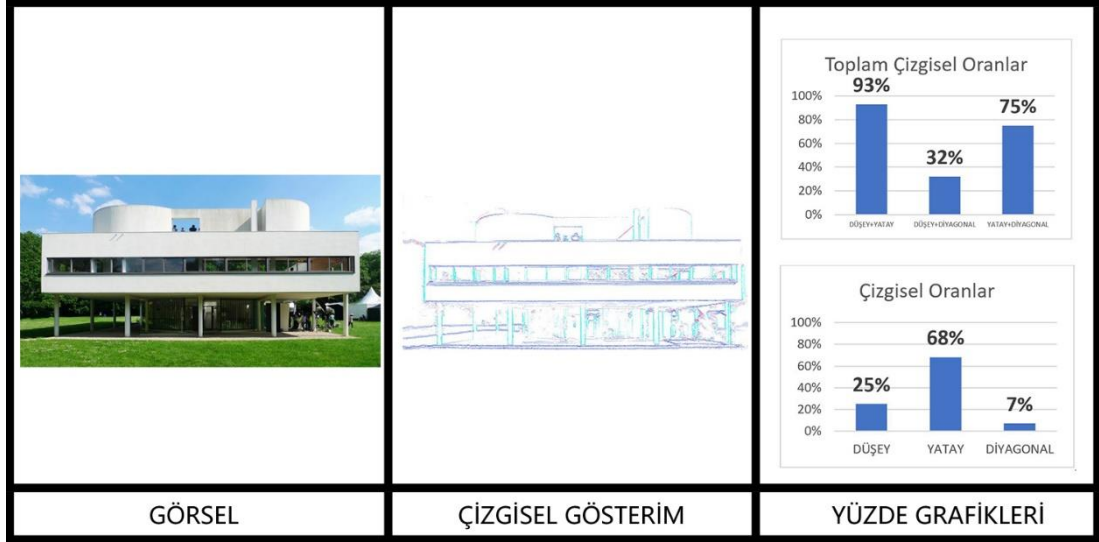 Toplam Çizgisel Oranlar
93%
75%
32%
100%
80%
60%
40%
20%
0%
DÜŞEY+YATAY DÜŞEY+DİYAGONAL YATAY+DİYAGONAL
Çizgisel Oranlar
68%
25%
7%
100%
80%
60%
40%
20%
0%
DÜŞEY YATAY DİYAGONAL
GÖRSEL
ÇİZGİSEL GÖSTERİM
YÜZDE GRAFİKLERİ